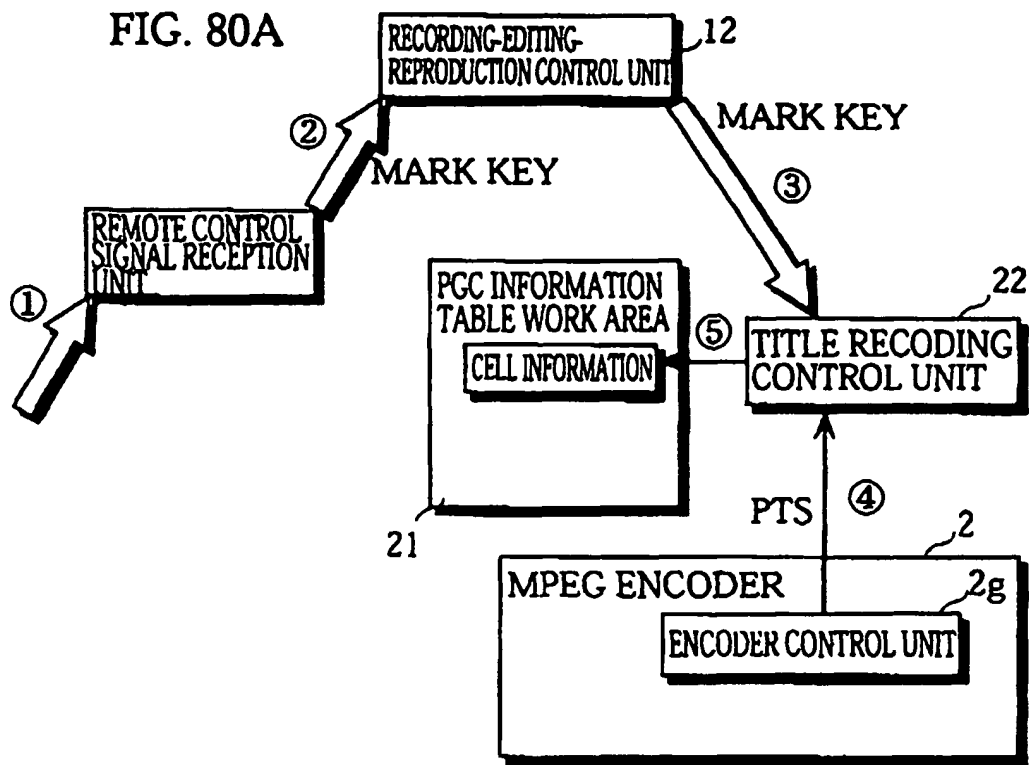 FIG. 80A
12
RECORDING-EDITING-
REPRODUCTION CONTROL UNIT
②
MARK KEY
MARK KEY
③
REMOTE CONTROL
SIGNAL RECEPTION
UNIT
①
PGC INFORMATION
TABLE WORK AREA
CELL INFORMATION
⑤
22
TITLE RECODING
CONTROL UNIT
21
PTS
④
2
MPEG ENCODER
2g
ENCODER CONTROL UNIT